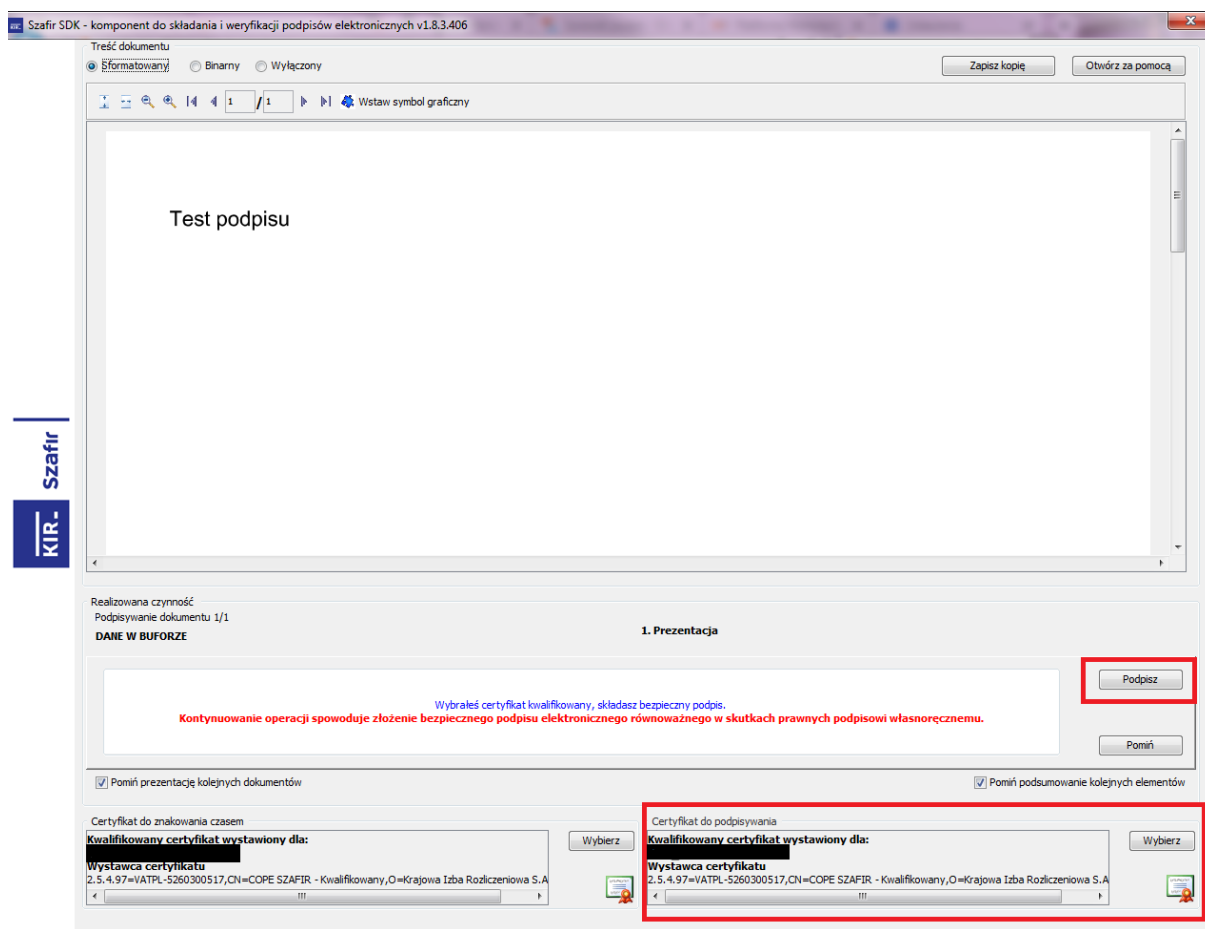 KIR. Szafir SDK - komponent do składania i weryfikacji podpisów elektronicznych v1.8.3.406
Treść dokumentu
Sformatowany Binarny Wyłączony Zapisz kopię Otwórz za pomocą
1 / 1 Wstaw symbol graficzny
Test podpisu
KIR. Szafir
Realizowana czynność
Podpisywanie dokumentu 1/1
DANE W BUFORZE
1. Prezentacja
Podpisz
Wybrałeś certyfikat kwalifikowany, składasz bezpieczny podpis.
Kontynuowanie operacji spowoduje złożenie bezpiecznego podpisu elektronicznego równoważnego w skutkach prawnych podpisowi własnoręcznemu.
Pomiń
Pomiń prezentację kolejnych dokumentów Pomiń podsumowanie kolejnych elementów
Certyfikat do znakowania czasem
Kwalifikowany certyfikat wystawiony dla:
Wybierz
Wystawca certyfikatu
2.5.4.97=VATPL-5260300517,CN=COPE SZAFIR - Kwalifikowany,O=Krajowa Izba Rozliczeniowa S.A
Certyfikat do podpisywania
Kwalifikowany certyfikat wystawiony dla:
Wybierz
Wystawca certyfikatu
2.5.4.97=VATPL-5260300517,CN=COPE SZAFIR - Kwalifikowany,O=Krajowa Izba Rozliczeniowa S.A